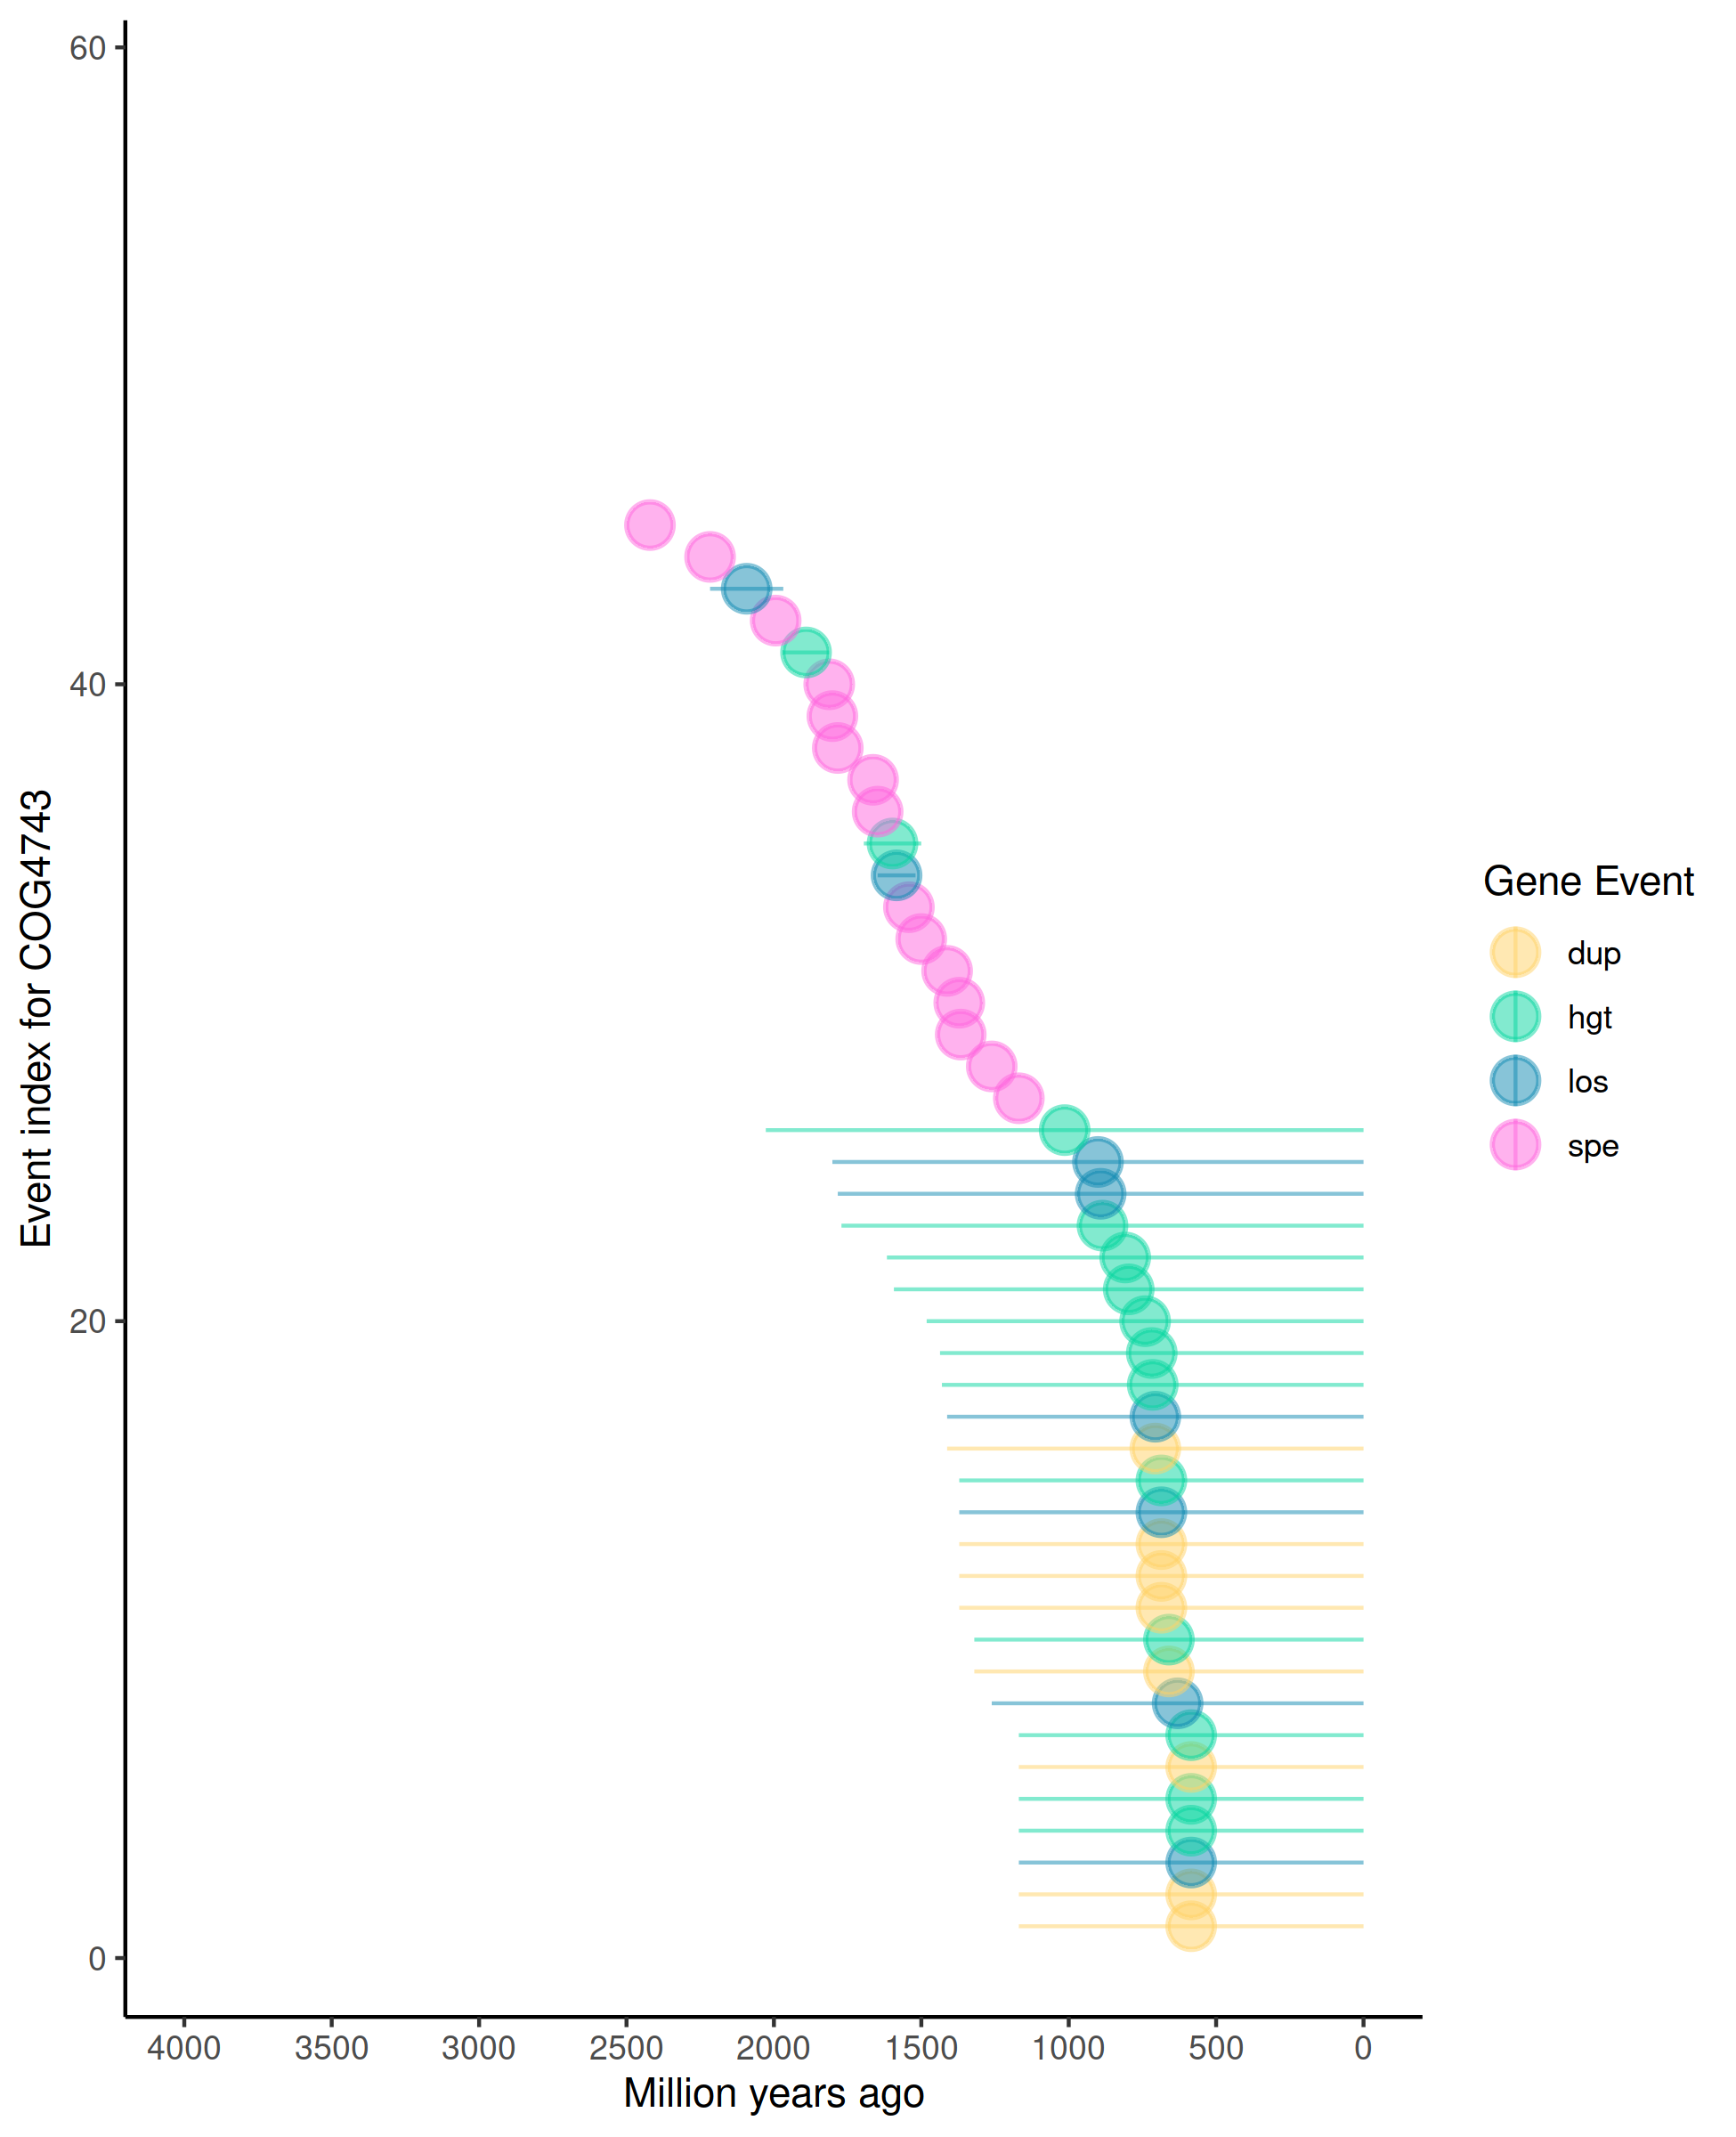 60
40
20
0
Event index for COG4743
4000 3500 3000 2500 2000 1500 1000 500 0
Million years ago
Gene Event
dup
hgt
los
spe